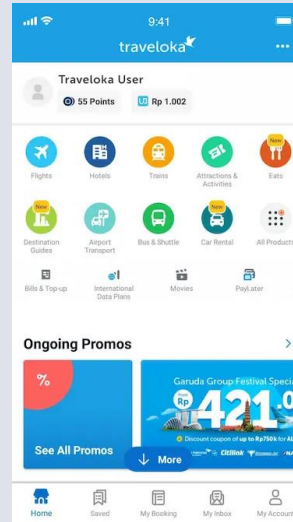 9:41
traveloka
Traveloka User
55 Points
Rp 1.002
New
Flights
Hotels
Trains
Attractions &
Activities
Eats
New
New
Destination
Guides
Airport
Transport
Bus & Shuttle
Car Rental
All Products
Bills & Top-up
International
Data Plans
Movies
PayLater
Ongoing Promos
%
See All Promos
Garuda Group Festival Specia
Rp
421.0
Discount coupon of up to Rp750k for AL
Citilink
More
Home
Saved
My Booking
My Inbox
My Account